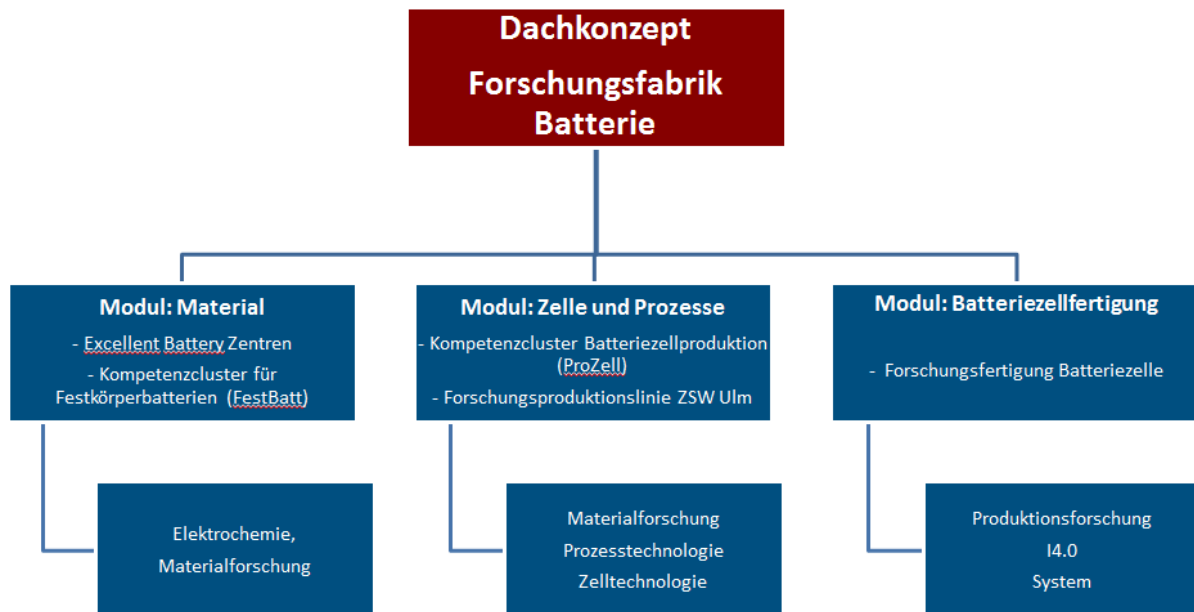 Dachkonzept
Forschungsfabrik
Batterie
Modul: Material
- Excellent Battery Zentren
- Kompetenzcluster für
Festkörperbatterien (FestBatt)
Modul: Zelle und Prozesse
- Kompetenzcluster Batteriezellproduktion
(ProZell)
- Forschungsproduktionslinie ZSW Ulm
Modul: Batteriezellfertigung
- Forschungsfertigung Batteriezelle
Elektrochemie,
Materialforschung
Materialforschung
Prozesstechnologie
Zelltechnologie
Produktionsforschung
I4.0
System